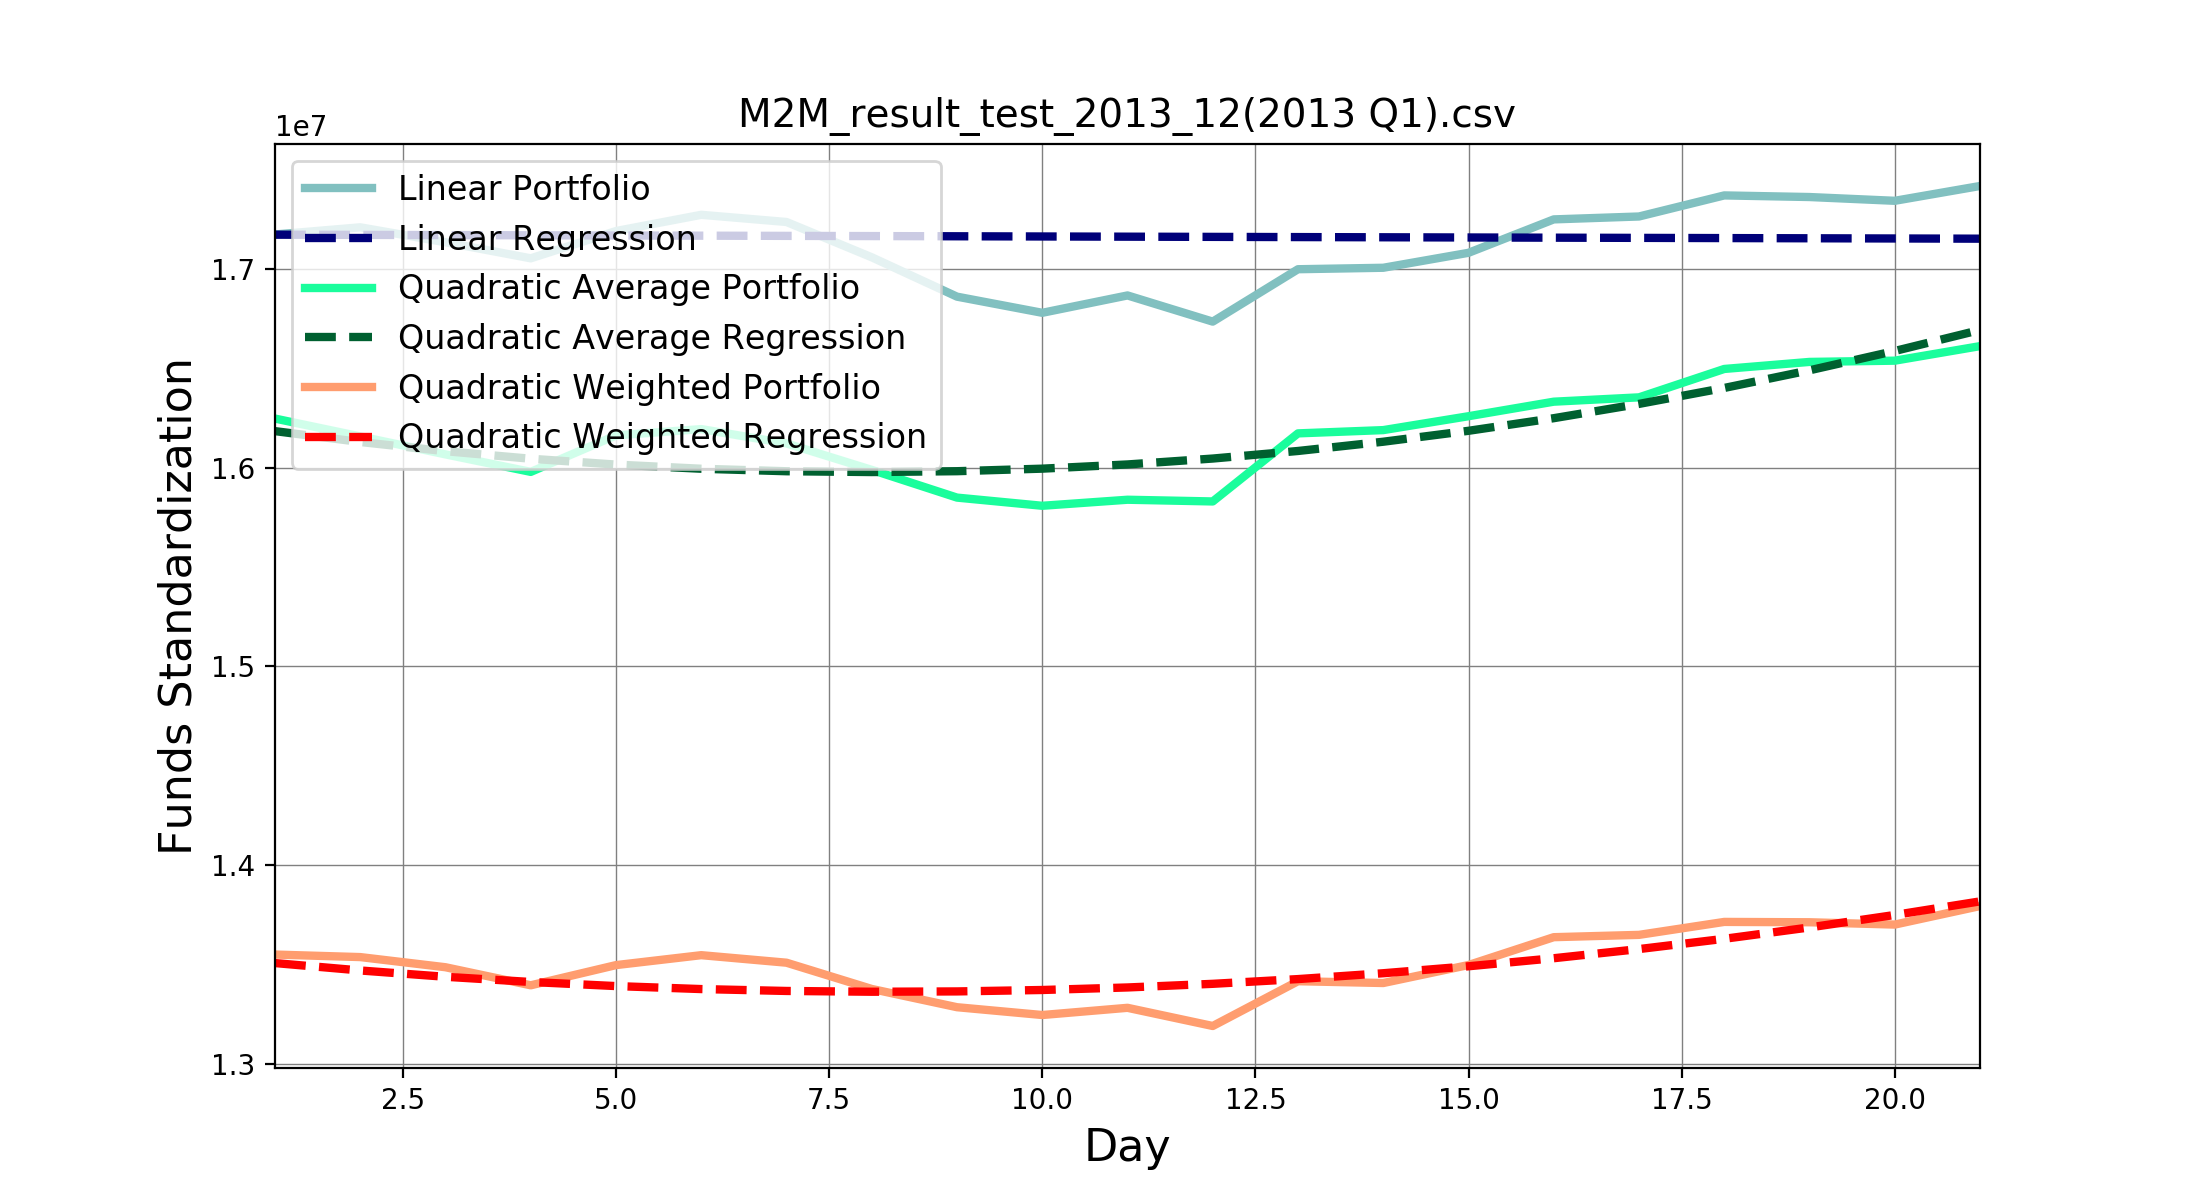 M2M_result_test_2013_12(2013 Q1).csv
1e7
Linear Portfolio
Linear Regression
Quadratic Average Portfolio
Quadratic Average Regression
Quadratic Weighted Portfolio
Quadratic Weighted Regression
Funds Standardization
1.7
1.6
1.5
1.4
1.3
2.5 5.0 7.5 10.0 12.5 15.0 17.5 20.0
Day